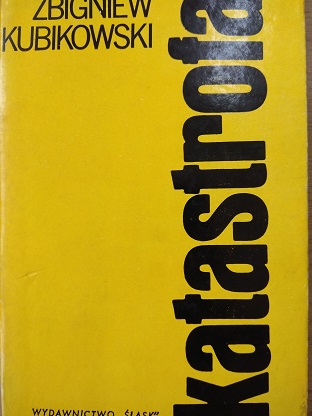 ZBIGNIEW
KUBIKOWSKI
katastrofa
WYDAWNICTWO „ŚLĄSK”